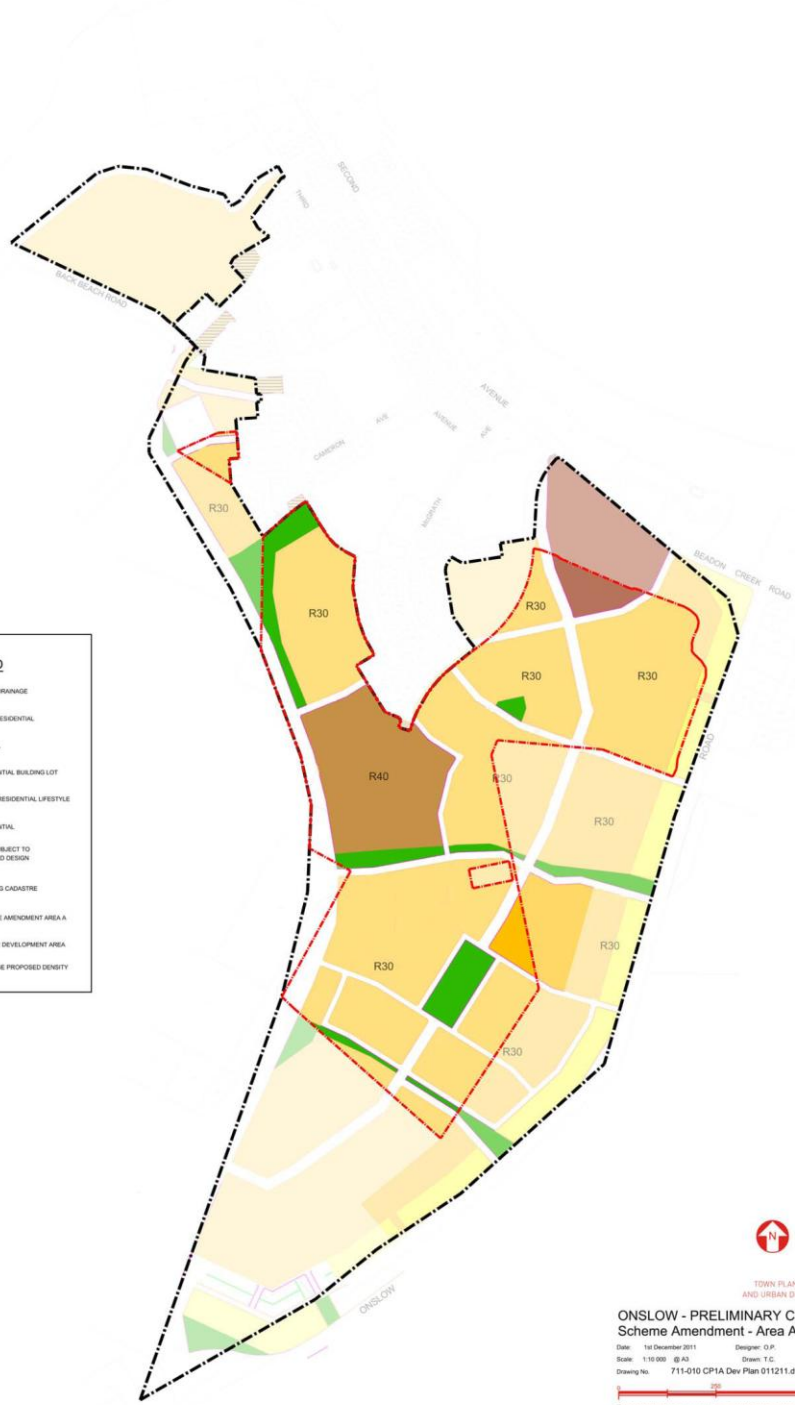 SECOND
THIRD
BACK BEACH ROAD
AVENUE
CAMERON AVE
AVENUE
AVE
McGRATH
BEADON CREEK ROAD
R30
R30
R30
R30
R30
ROAD
R40
R30
R30
R30
R30
R30
ONSLOW
RAINAGE
ESIDENTIAL
TIAL BUILDING LOT
RESIDENTIAL LIFESTYLE
TIAL
BJECT TO
D DESIGN
G CADASTRE
E AMENDMENT AREA A
DEVELOPMENT AREA
SE PROPOSED DENSITY
N
TOWN PLAN
AND URBAN D
ONSLOW - PRELIMINARY C
Scheme Amendment - Area A
Date: 1st December 2011 Designer: O.P.
Scale: 1:10 000 @ A3 Drawn: T.C.
Drawing No. 711-010 CP1A Dev Plan 011211.d
0 250